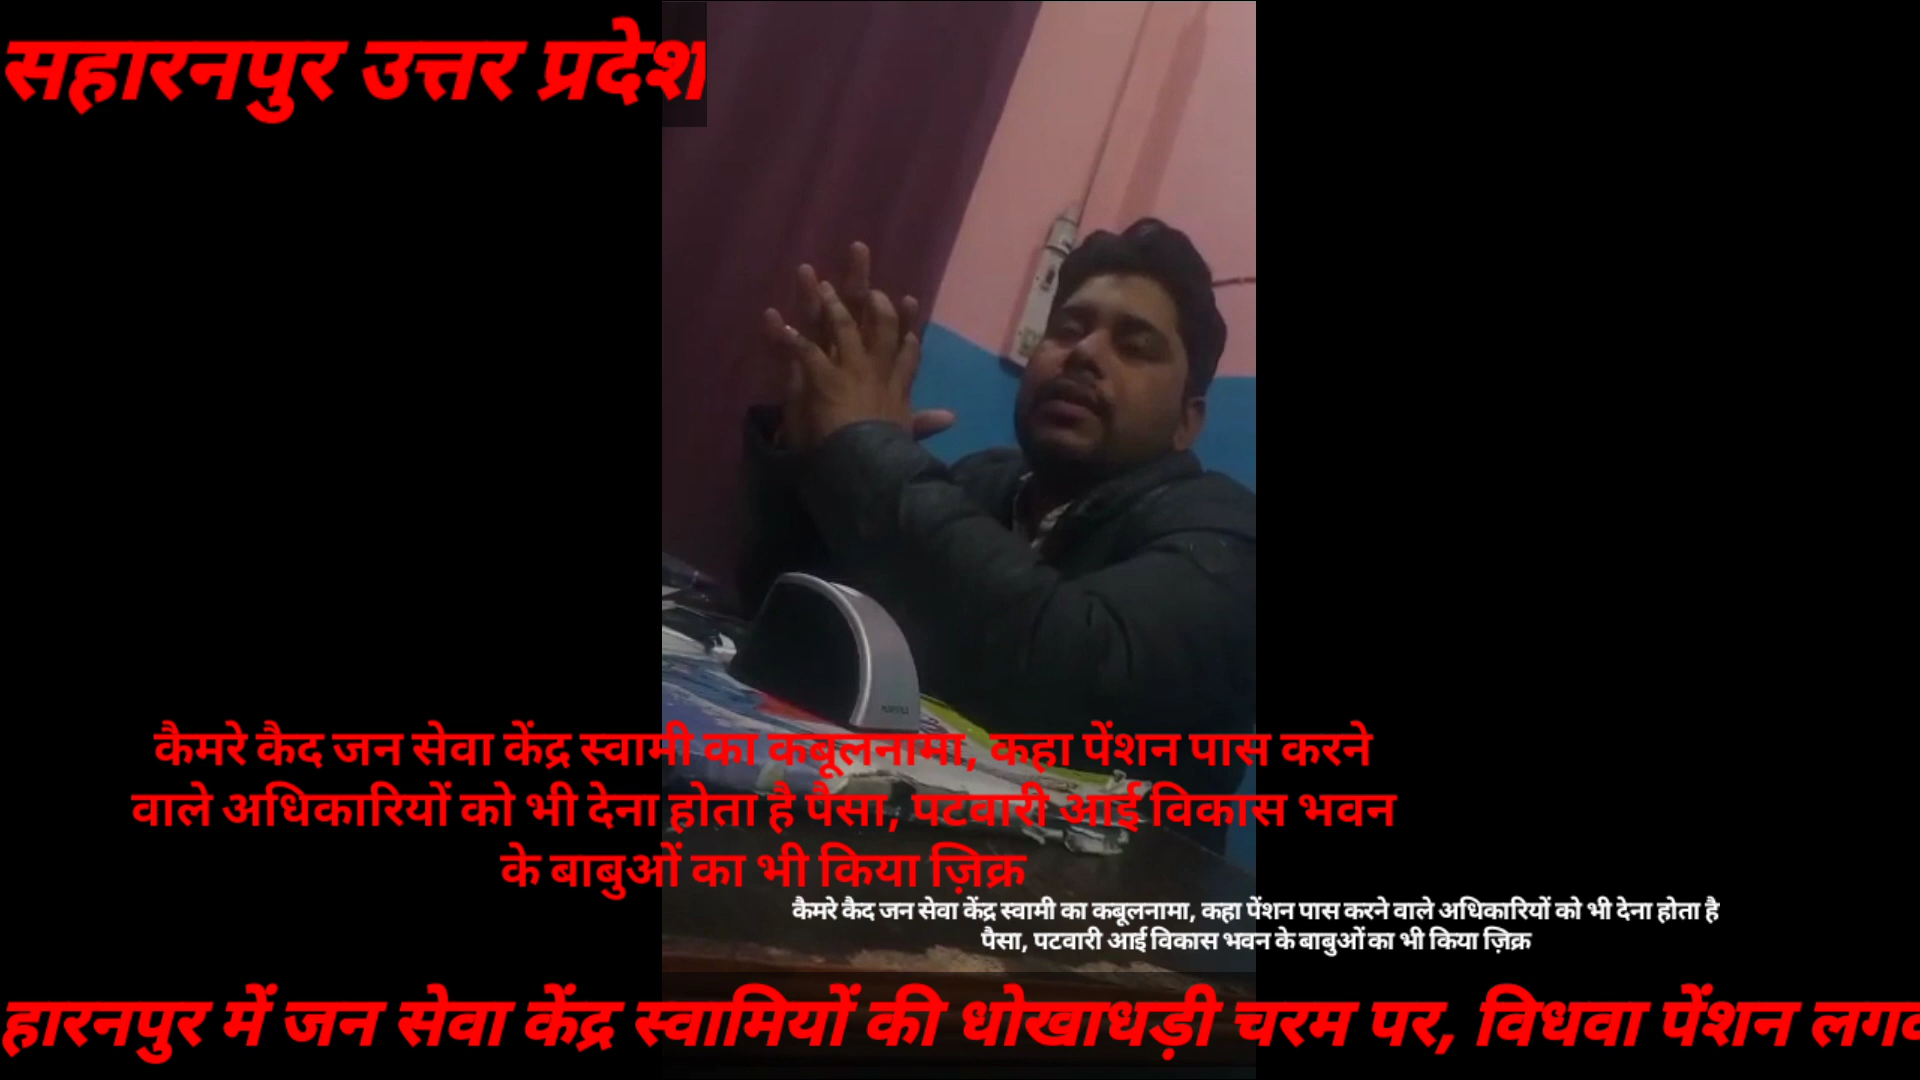 सहारनपुर उत्तर प्रदेश
कैमरे कैद जन सेवा केंद्र स्वामी का कबूलनामा, कहा पेंशन पास करने
वाले अधिकारियों को भी देना होता है पैसा, पटवारी आई विकास भवन
के बाबुओं का भी किया ज़िक्र
कैमरे कैद जन सेवा केंद्र स्वामी का कबूलनामा, कहा पेंशन पास करने वाले अधिकारियों को भी देना होता है
पैसा, पटवारी आई विकास भवन के बाबुओं का भी किया ज़िक्र
हारनपुर में जन सेवा केंद्र स्वामियों की धोखाधड़ी चरम पर, विधवा पेंशन